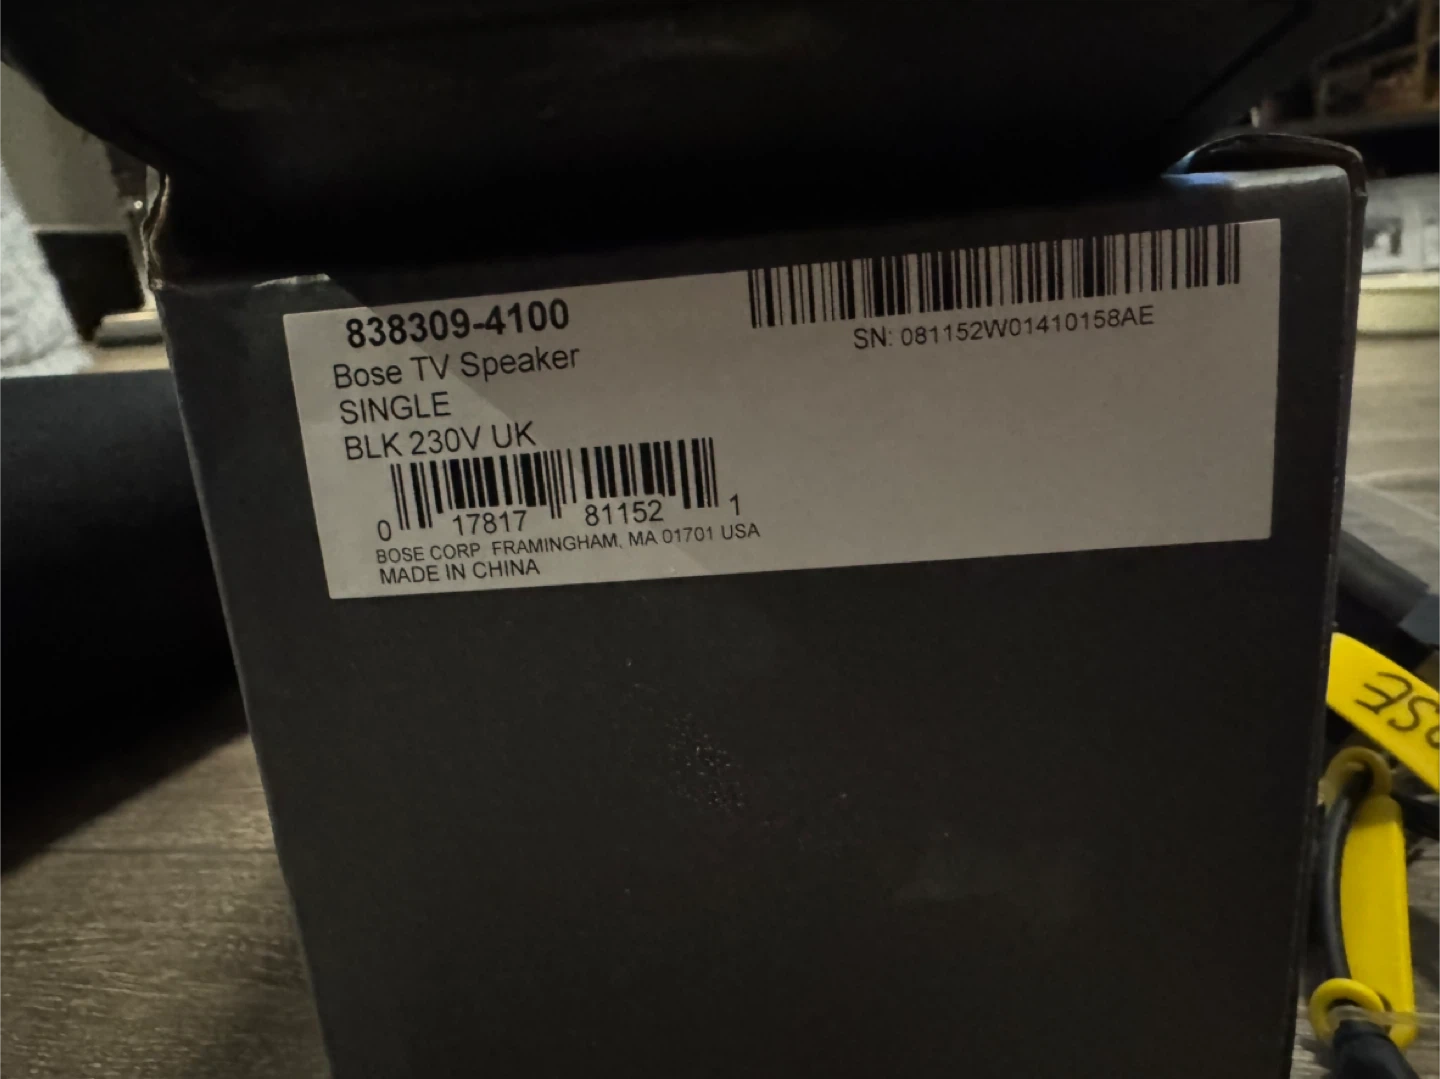 838309-4100
Bose TV Speaker
SINGLE
BLK 230V UK
0 17817 81152 1
BOSE CORP FRAMINGHAM, MA 01701 USA
MADE IN CHINA
SN: 081152W01410158AE
OSE